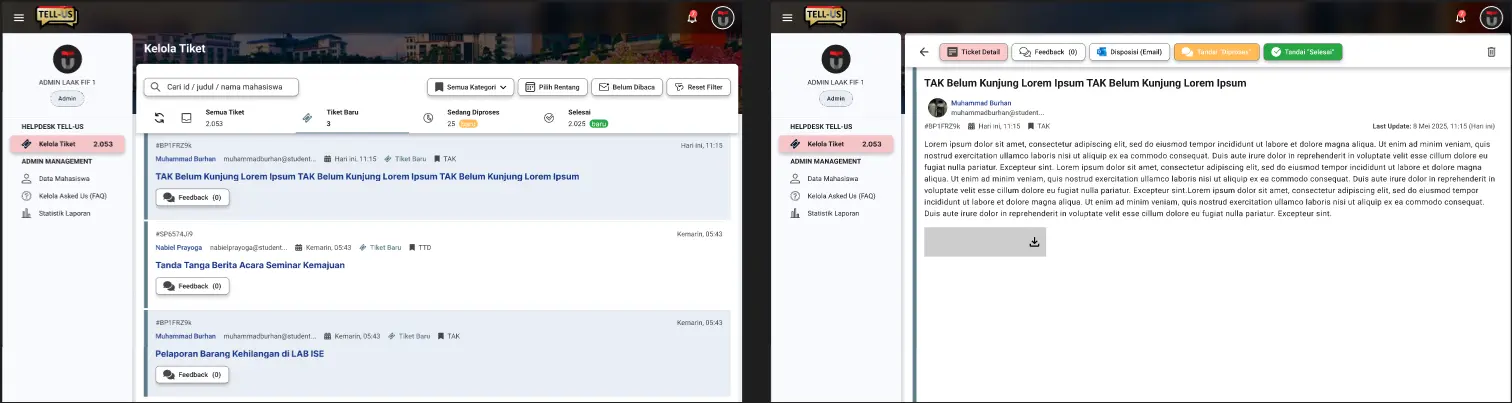 TELL-US
Kelola Tiket
ADMIN LAAK FIF 1
Admin
HELPDESK TELL-US
Kelola Tiket 2.053
ADMIN MANAGEMENT
Data Mahasiswa
Kelola Asked Us (FAQ)
Statistik Laporan
Cari id / judul / nama mahasiswa
Semua Kategori
Pilih Rentang
Belum Dibaca
Reset Filter
Semua Tiket
2.053
Tiket Baru
3
Sedang Diproses
25 baru
Selesai
2.025 baru
#BP1FRZ9k Hari ini, 11:15
Muhammad Burhan muhammadburhan@student... Hari ini, 11:15 Tiket Baru TAK
TAK Belum Kunjung Lorem Ipsum TAK Belum Kunjung Lorem Ipsum TAK Belum Kunjung Lorem Ipsum
Feedback (0)
#SP6574J/9 Kemarin, 05:43
Nabiel Prayoga nabielprayoga@student... Kemarin, 05:43 Tiket Baru TTD
Tanda Tanga Berita Acara Seminar Kemajuan
Feedback (0)
#BP1FRZ9k Kemarin, 05:43
Muhammad Burhan muhammadburhan@student... Kemarin, 05:43 Tiket Baru TAK
Pelaporan Barang Kehilangan di LAB ISE
Feedback (0)
TELL-US
ADMIN LAAK FIF 1
Admin
HELPDESK TELL-US
Kelola Tiket 2.053
ADMIN MANAGEMENT
Data Mahasiswa
Kelola Asked Us (FAQ)
Statistik Laporan
Ticket Detail
Feedback (0)
Disposisi (Email)
Tandai "Diproses"
Tandai "Selesai"
TAK Belum Kunjung Lorem Ipsum TAK Belum Kunjung Lorem Ipsum
Muhammad Burhan
muhammadburhan@student...
#BP1FRZ9k Hari ini, 11:15 TAK Last Update: 8 Mei 2025, 11:15 (Hari ini)
Lorem ipsum dolor sit amet, consectetur adipiscing elit, sed do eiusmod tempor incididunt ut labore et dolore magna aliqua. Ut enim ad minim veniam, quis
nostrud exercitation ullamco laboris nisi ut aliquip ex ea commodo consequat. Duis aute irure dolor in reprehenderit in voluptate velit esse cillum dolore eu
fugiat nulla pariatur. Excepteur sint. Lorem ipsum dolor sit amet, consectetur adipiscing elit, sed do eiusmod tempor incididunt ut labore et dolore magna
aliqua. Ut enim ad minim veniam, quis nostrud exercitation ullamco laboris nisi ut aliquip ex ea commodo consequat. Duis aute irure dolor in reprehenderit in
voluptate velit esse cillum dolore eu fugiat nulla pariatur. Excepteur sint.Lorem ipsum dolor sit amet, consectetur adipiscing elit, sed do eiusmod tempor
incididunt ut labore et dolore magna aliqua. Ut enim ad minim veniam, quis nostrud exercitation ullamco laboris nisi ut aliquip ex ea commodo consequat.
Duis aute irure dolor in reprehenderit in voluptate velit esse cillum dolore eu fugiat nulla pariatur. Excepteur sint.